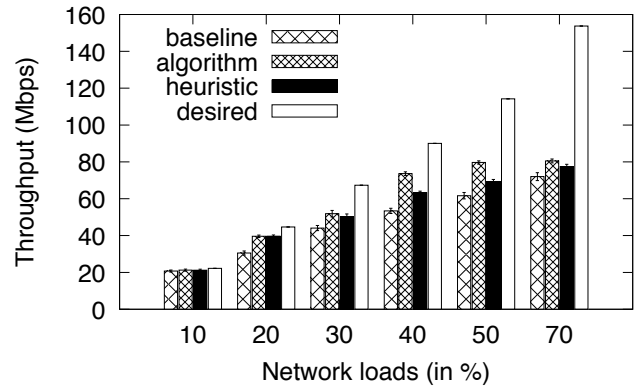 Throughput (Mbps)
160
140
120
100
80
60
40
20
0
baseline
algorithm
heuristic
desired
10 20 30 40 50 70
Network loads (in %)